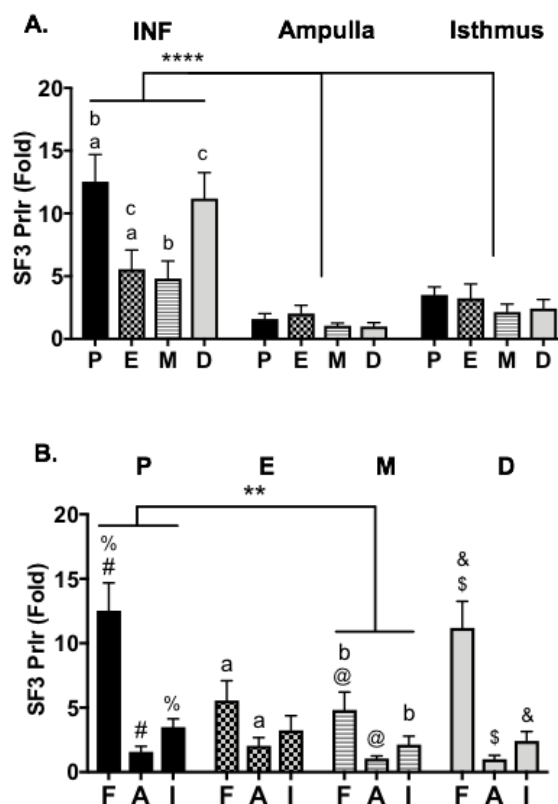 A.
INF Ampulla Isthmus
****
20
15
10
5
0
SF3 Prlr (Fold)
b
a
c
a
b
c
P E M D P E M D P E M D
B.
P E M D
**
20
15
10
5
0
SF3 Prlr (Fold)
%
#
#
%
a
a
b
@
@
b
&
$
$
&
F A I F A I F A I F A I